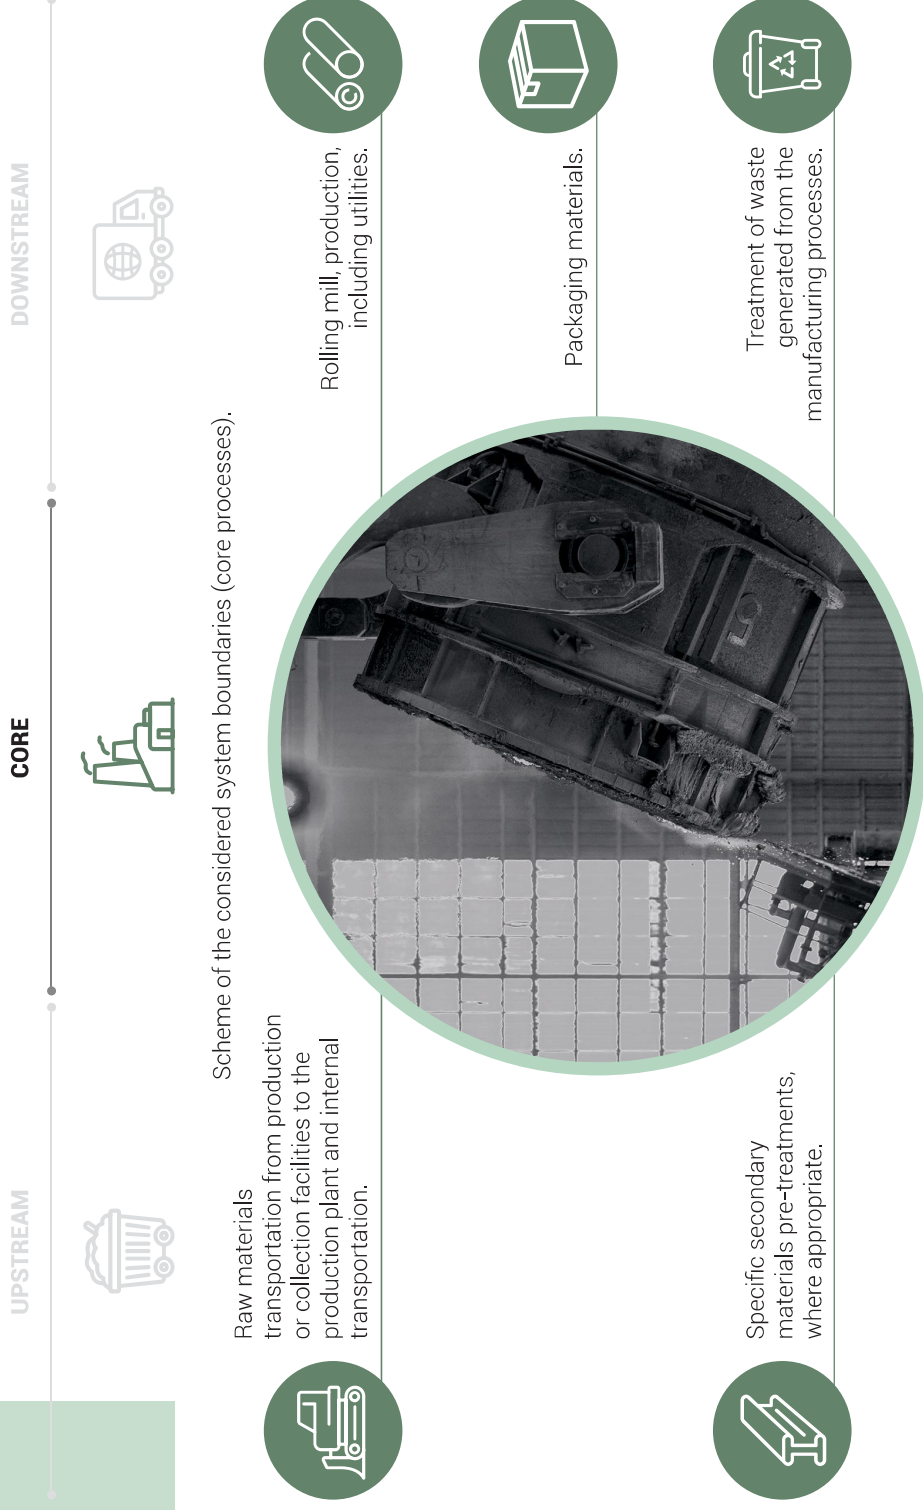 UPSTREAM
CORE
DOWNSTREAM
Scheme of the considered system boundaries (core processes).
Raw materials
transportation from production
or collection facilities to the
production plant and internal
transportation.
Specific secondary
materials pre-treatments,
where appropriate.
Rolling mill, production,
including utilities.
Packaging materials.
Treatment of waste
generated from the
manufacturing processes.
5